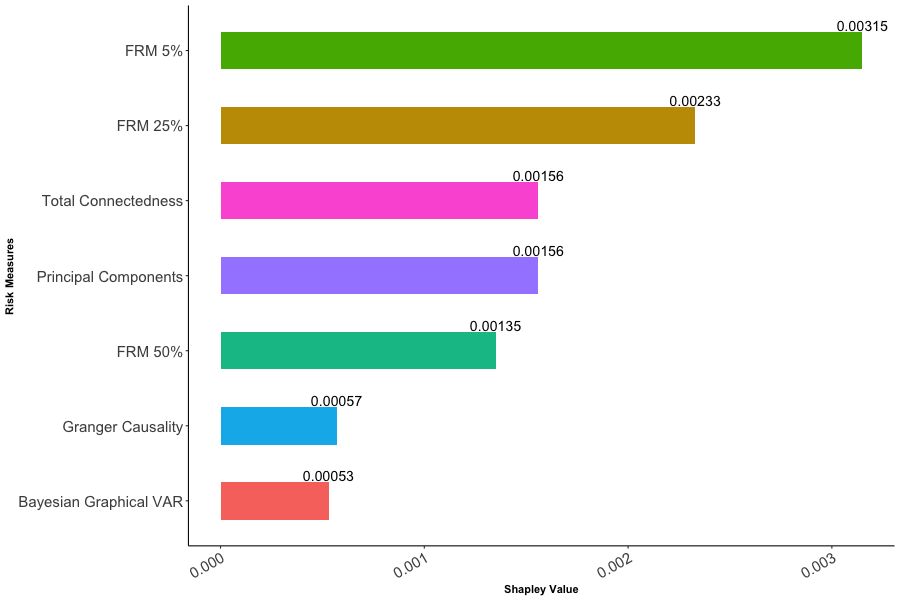 0.00315
FRM 5%
0.00233
FRM 25%
0.00156
Total Connectedness
0.00156
Principal Components
0.00135
FRM 50%
0.00057
Granger Causality
0.00053
Bayesian Graphical VAR
Risk Measures
0.000
0.001
0.002
0.003
Shapley Value